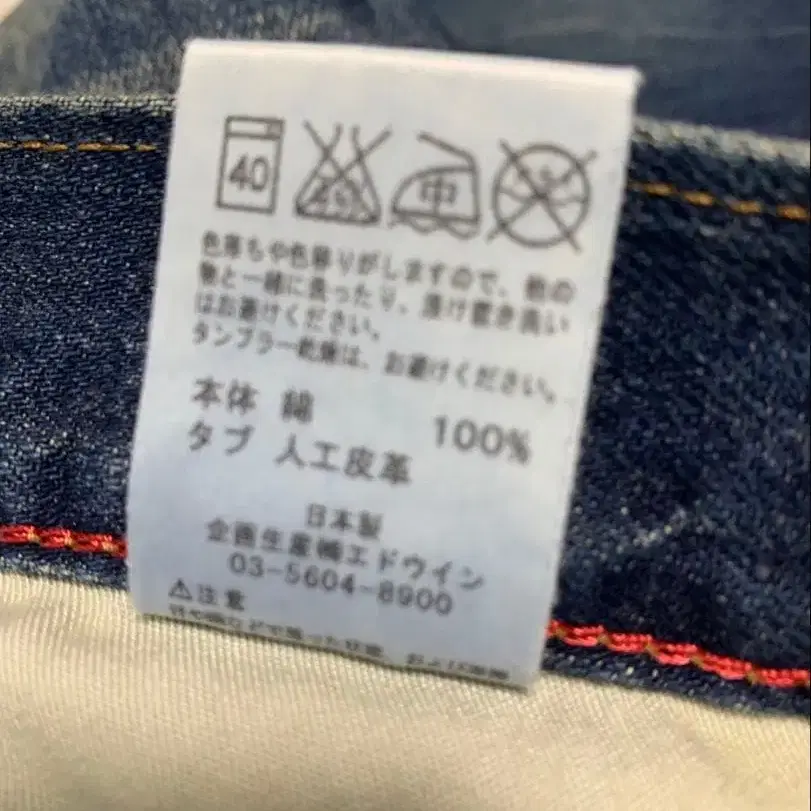 40
中
色落ちや色移りがしますので、他の
物と一緒に洗ったり、漬け置き洗い
はお避けください。
タンブラー乾燥は、お避けください。
本体 綿 100%
タブ 人工皮革
日本製
企画生産㈱エドウイン
03-5604-8900
⚠注意